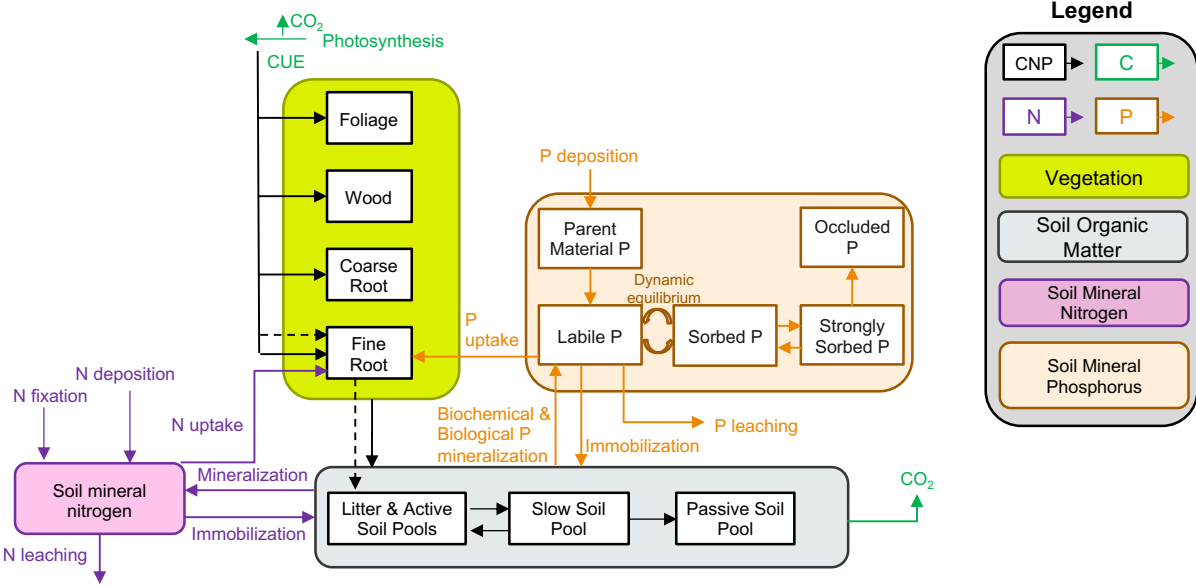 CO2
Photosynthesis
CUE
Foliage
Wood
Coarse
Root
Fine
Root
P
uptake
P deposition
Parent
Material P
Occluded
P
Dynamic
equilibrium
Labile P
Sorbed P
Strongly
Sorbed P
Biochemical &
Biological P
mineralization
Immobilization
P leaching
N deposition
N fixation
N uptake
Mineralization
Soil mineral
nitrogen
Immobilization
N leaching
Litter & Active
Soil Pools
Slow Soil
Pool
Passive Soil
Pool
CO2
Legend
CNP
C
N
P
Vegetation
Soil Organic
Matter
Soil Mineral
Nitrogen
Soil Mineral
Phosphorus